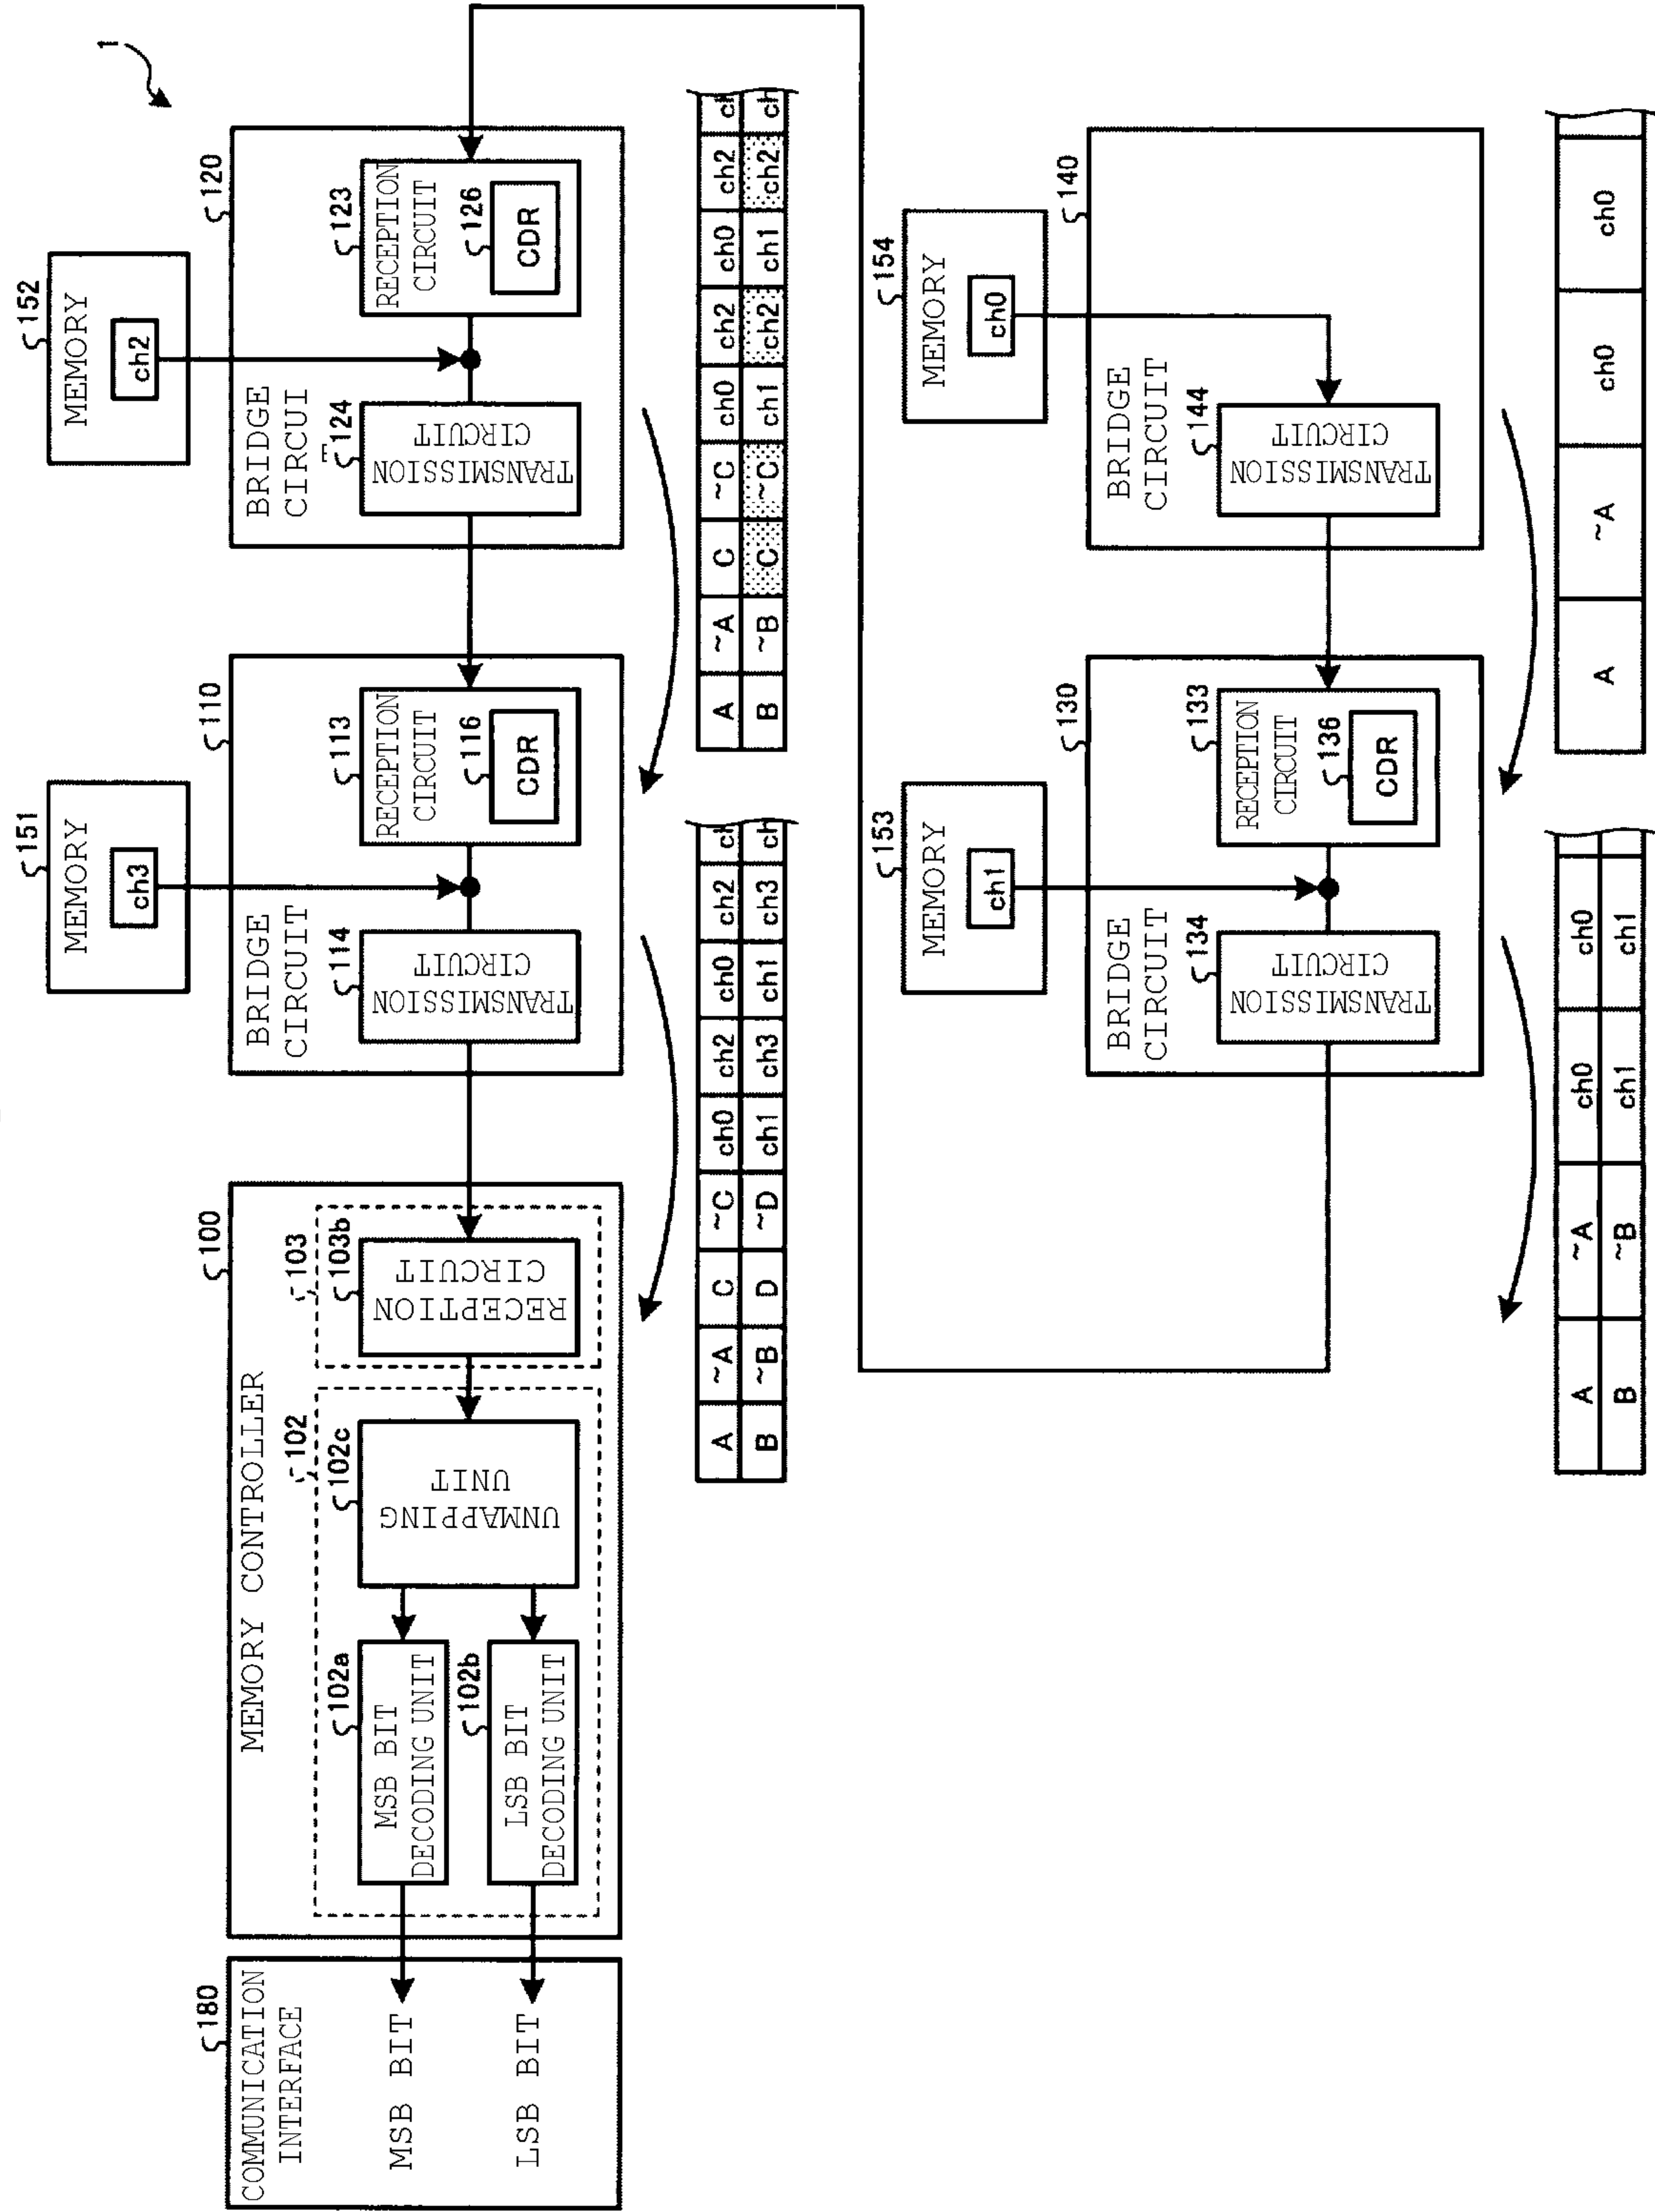 1
180
COMMUNICATION
INTERFACE
MSB BIT
LSB BIT
100
MEMORY CONTROLLER
102
102a
MSB BIT
DECODING UNIT
102b
LSB BIT
DECODING UNIT
102c
UNMAPPING
UNIT
103
103b
RECEPTION
CIRCUIT
151
MEMORY
ch3
110
BRIDGE
CIRCUIT
114
TRANSMISSION
CIRCUIT
113
RECEPTION
CIRCUIT
116
CDR
152
MEMORY
ch2
120
BRIDGE
CIRCUI
124
TRANSMISSION
CIRCUIT
123
RECEPTION
CIRCUIT
126
CDR
A ~A C ~C ch0 ch2 ch0 ch2 ch
B ~B D ~D ch1 ch3 ch1 ch3 ch
A ~A C ~C ch0 ch2 ch0 ch2 ch
B ~B C ~C ch1 ch2 ch1 ch2 ch
153
MEMORY
ch1
130
BRIDGE
CIRCUIT
134
TRANSMISSION
CIRCUIT
133
RECEPTION
CIRCUIT
136
CDR
154
MEMORY
ch0
140
BRIDGE
CIRCUIT
144
TRANSMISSION
CIRCUIT
A ~A ch0 ch0
B ~B ch1 ch1
A ~A ch0 ch0